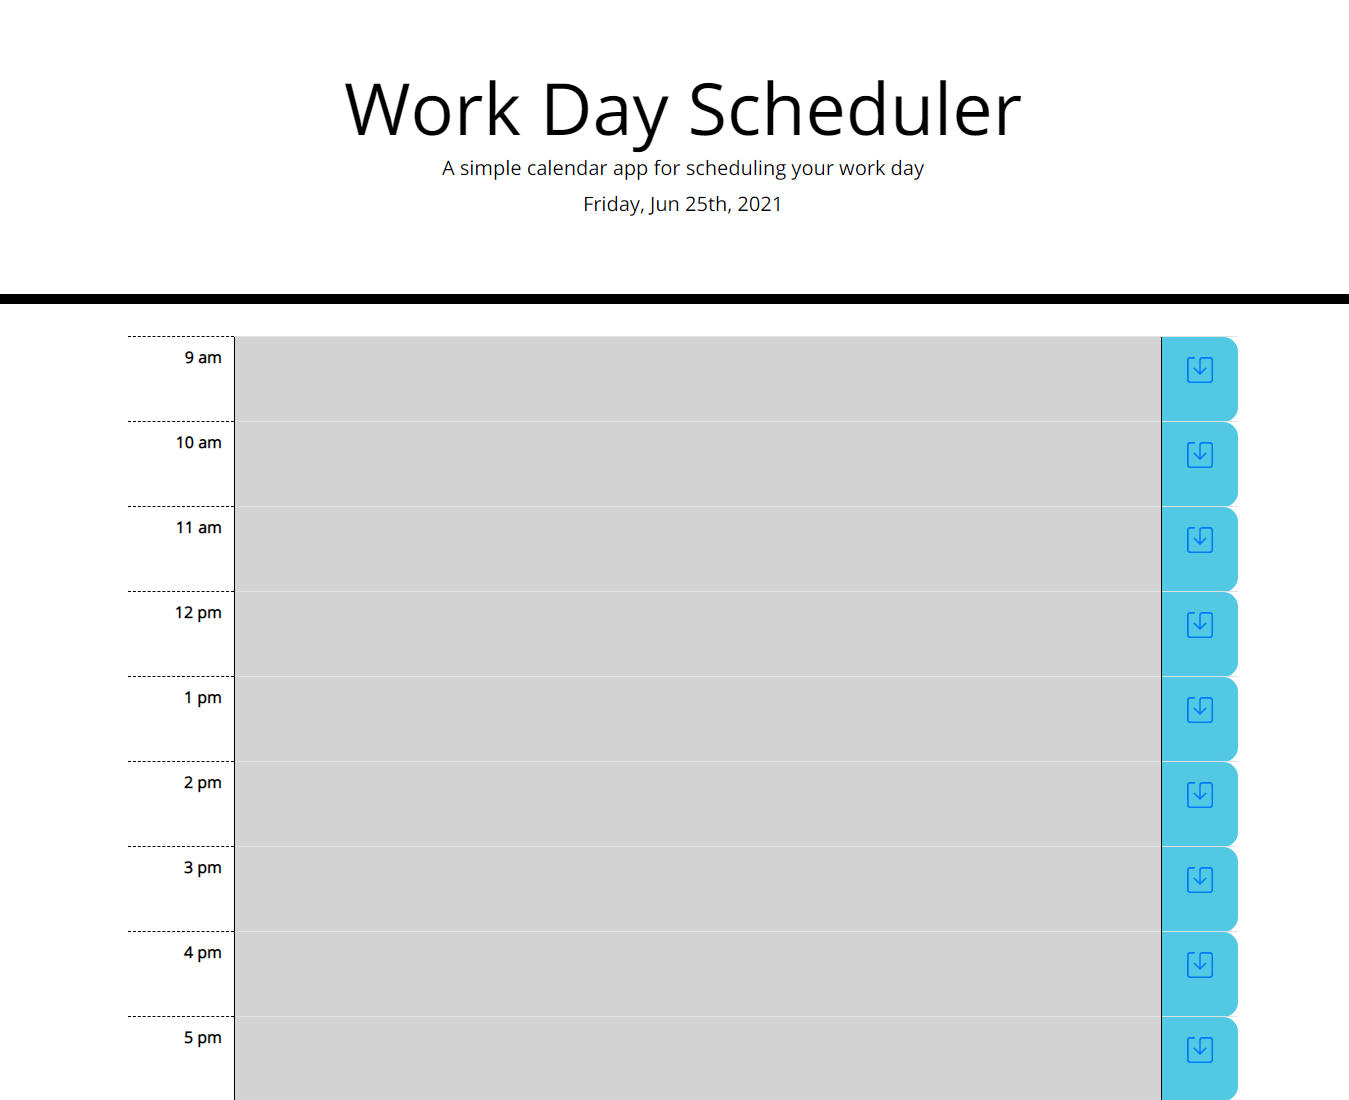 Work Day Scheduler
A simple calendar app for scheduling your work day
Friday, Jun 25th, 2021
9 am
10 am
11 am
12 pm
1 pm
2 pm
3 pm
4 pm
5 pm